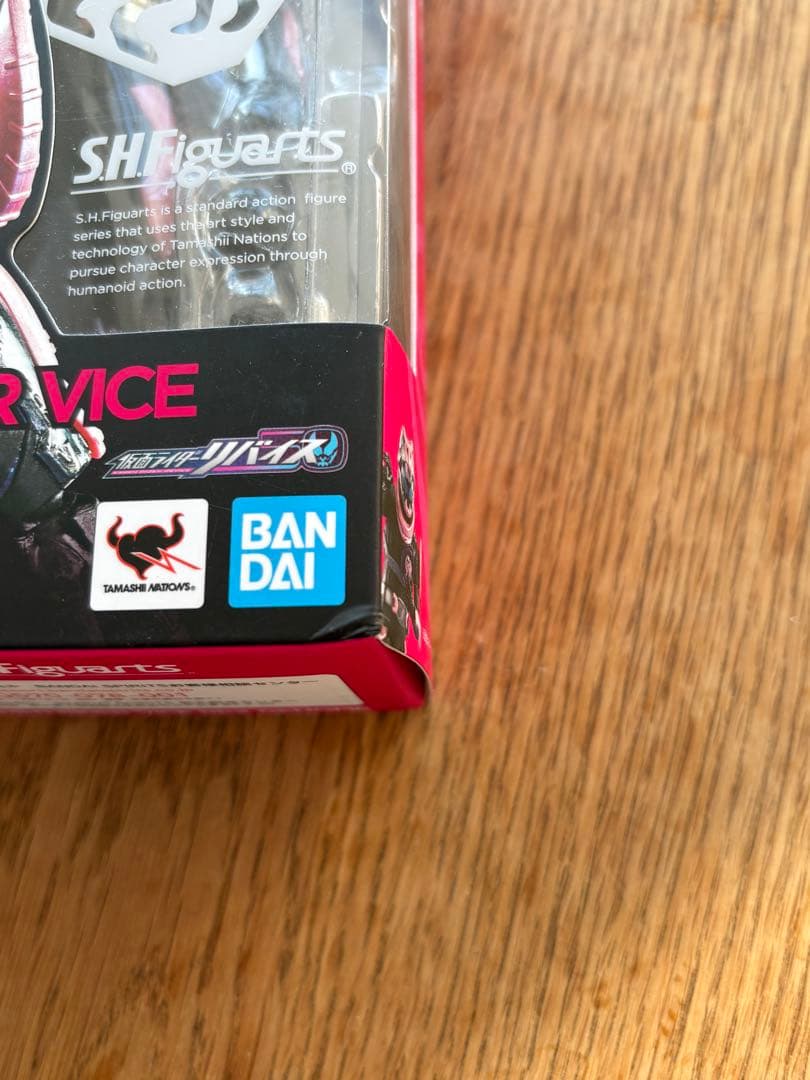 S.H.Figuarts®
S.H.Figuarts is a standard action figure
series that uses the art style and
technology of Tamashii Nations to
pursue character expression through
humanoid action.
R VICE
仮面ライダーリバイス
TAMASHII NATIONS®
BAN
DAI
Figuarts